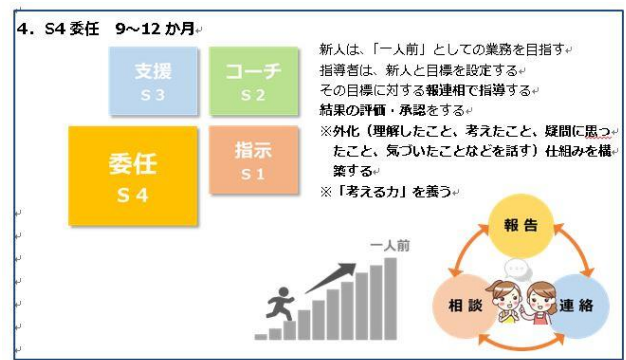 4．S4 委任　9～12 か月
支援
S 3
コーチ
S 2
委任
S 4
指示
S 1
新人は、「一人前」としての業務を目指す
指導者は、新人と目標を設定する
その目標に対する報連相で指導する
結果の評価・承認をする
※外化（理解したこと、考えたこと、疑問に思っ
たこと、気づいたことなどを話す）仕組みを構
築する
※「考える力」を養う
一人前
報告
相談
連絡